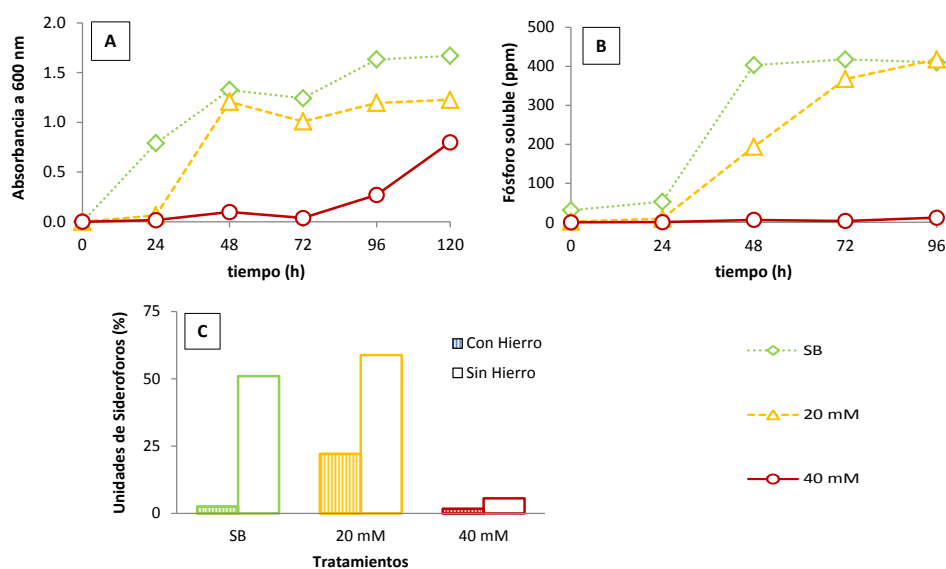 A
Absorbancia a 600 nm
2.0
1.5
1.0
0.5
0.0
0 24 48 72 96 120
tiempo (h)
B
Fósforo soluble (ppm)
500
400
300
200
100
0
0 24 48 72 96
tiempo (h)
C
Unidades de Sideroforos (%)
75
50
25
0
Con Hierro
Sin Hierro
SB 20 mM 40 mM
Tratamientos
SB
20 mM
40 mM